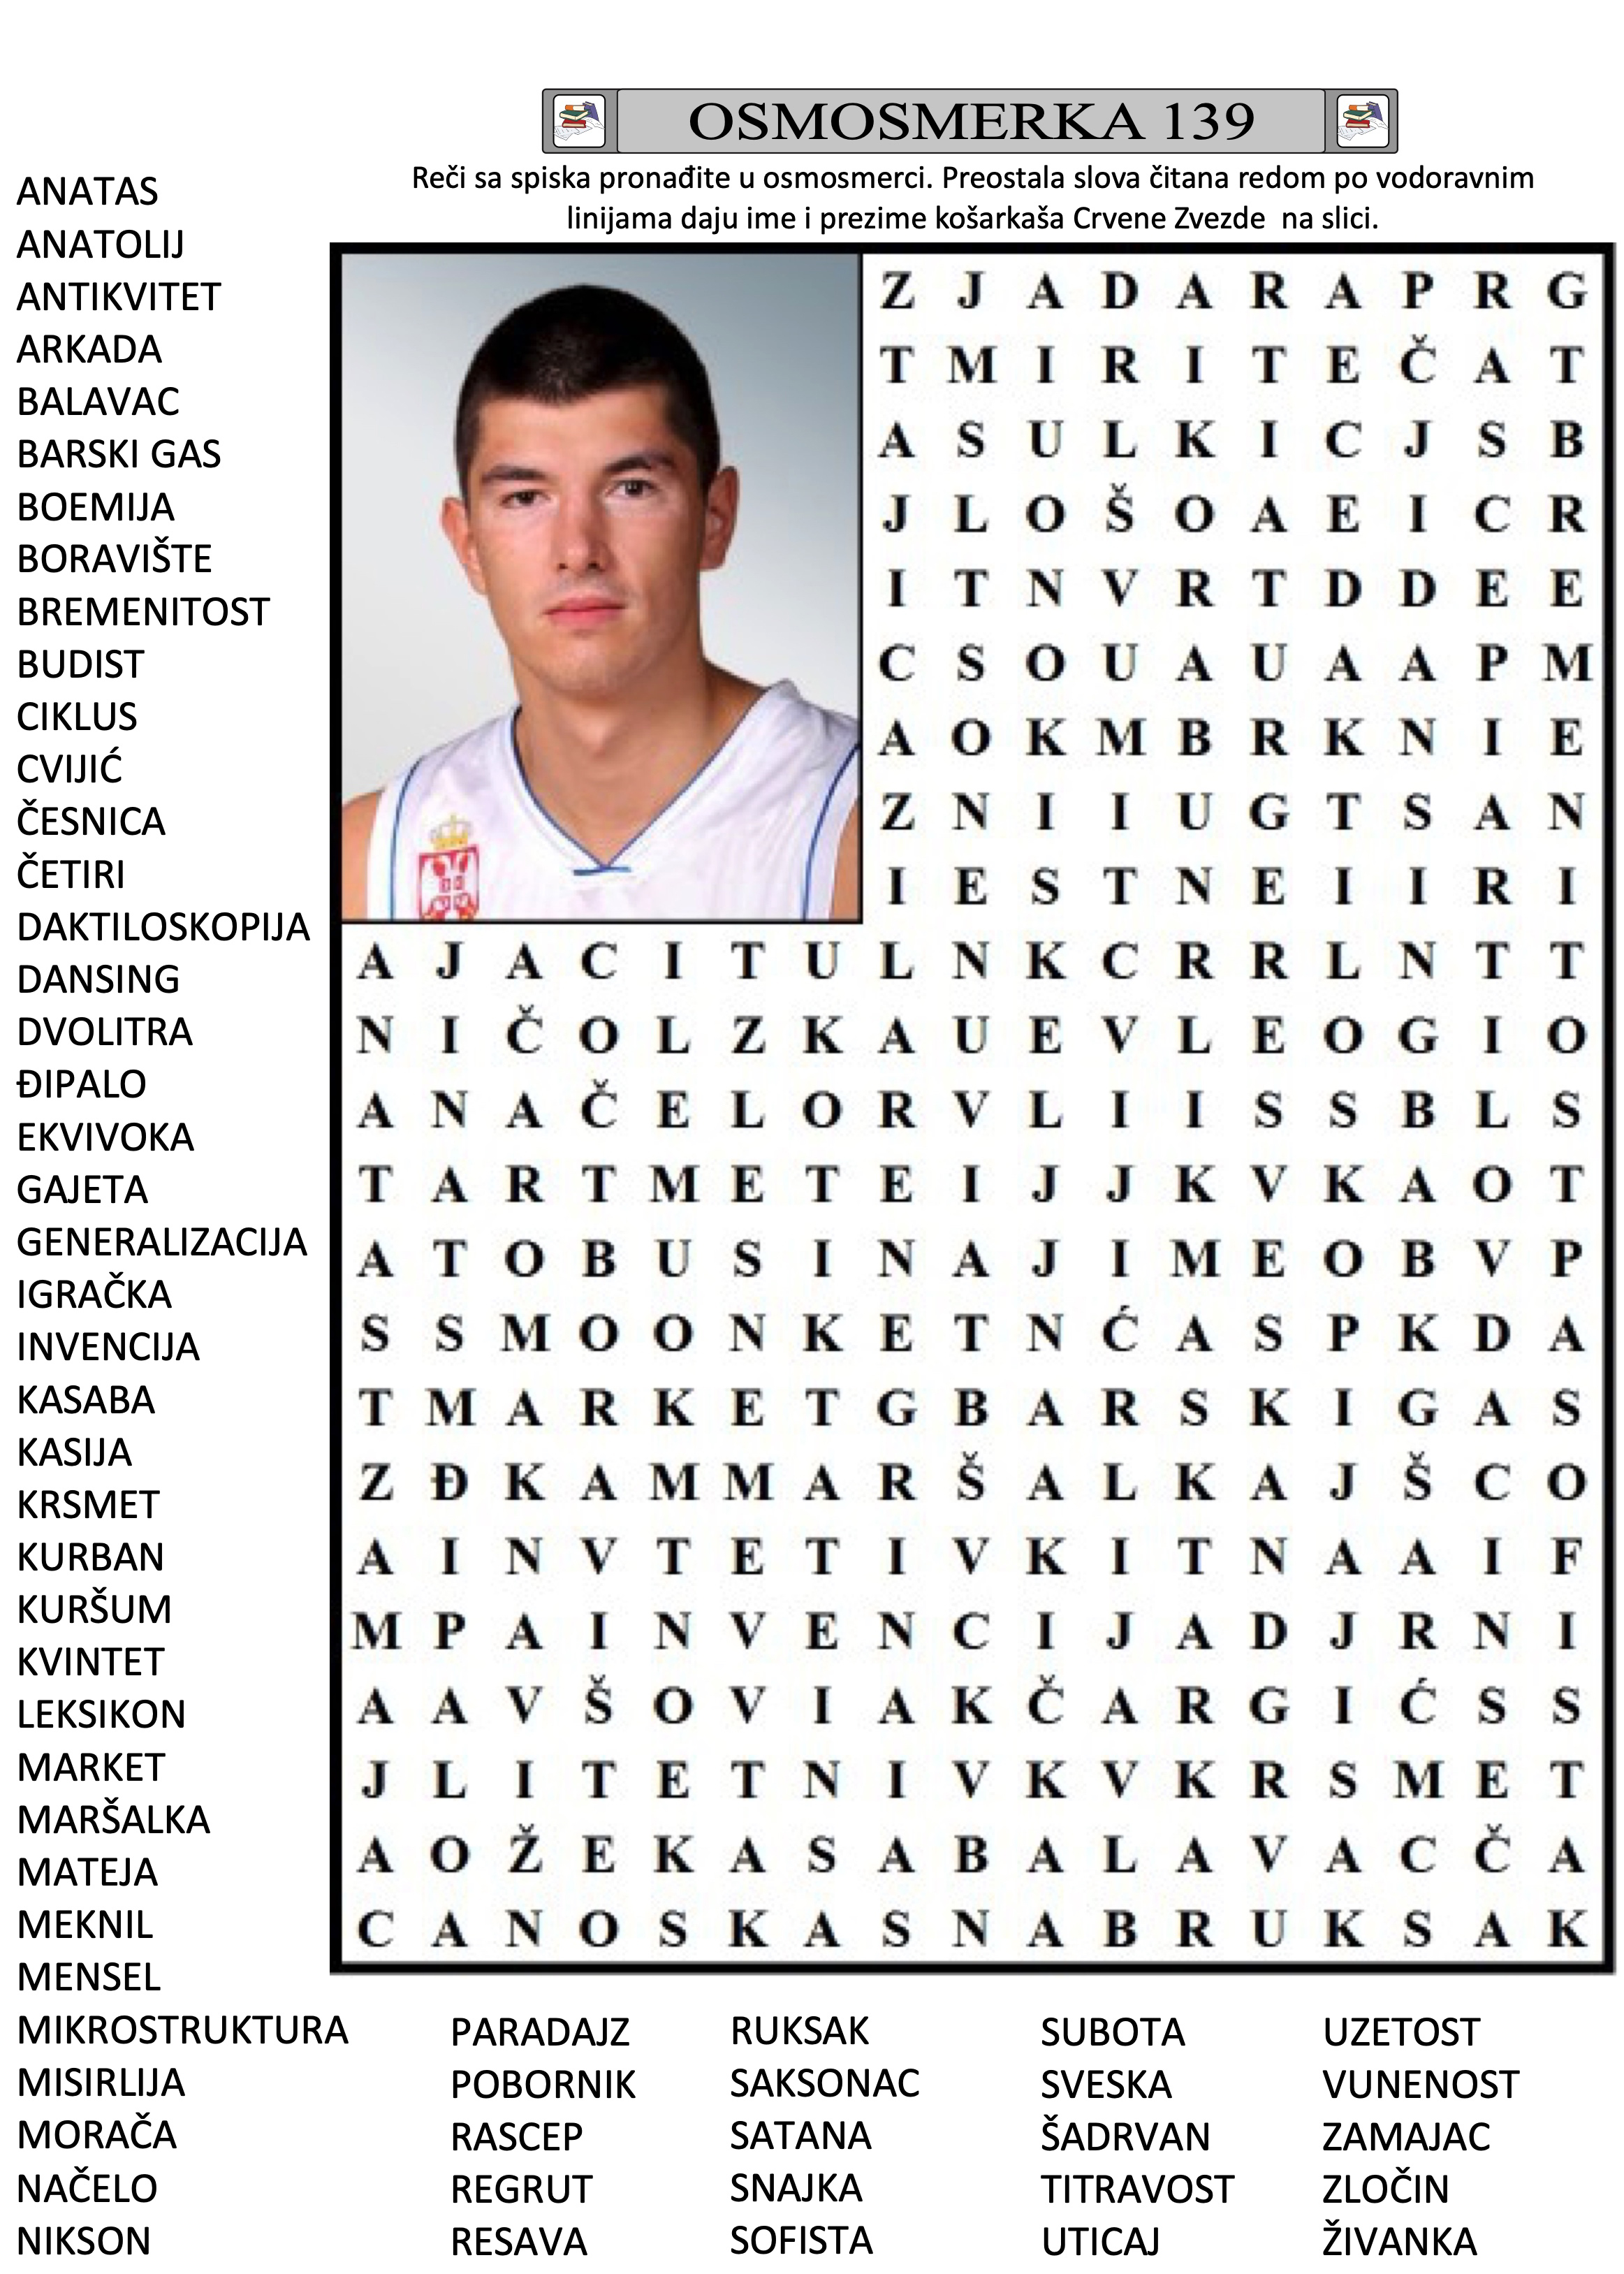 OSMOSMERKA 139
Reči sa spiska pronađite u osmosmerci. Preostala slova čitana redom po vodoravnim
linijama daju ime i prezime košarkaša Crvene Zvezde na slici.
ANATAS
ANATOLIJ
ANTIKVITET
ARKADA
BALAVAC
BARSKI GAS
BOEMIJA
BORAVIŠTE
BREMENITOST
BUDIST
CIKLUS
CVIJIĆ
ČESNICA
ČETIRI
DAKTILOSKOPIJA
DANSING
DVOLITRA
ĐIPALO
EKVIVOKA
GAJETA
GENERALIZACIJA
IGRAČKA
INVENCIJA
KASABA
KASIJA
KRSMET
KURBAN
KURŠUM
KVINTET
LEKSIKON
MARKET
MARŠALKA
MATEJA
MEKNIL
MENSEL
MIKROSTRUKTURA
MISIRLIJA
MORAČA
NAČELO
NIKSON
Z J A D A R A P R G
T M I R I T E Č A T
A S U L K I C J S B
J L O Š O A E I C R
I T N V R T D D E E
C S O U A U A A P M
A O K M B R K N I E
Z N I I U G T S A N
I E S T N E I I R I
A J A C I T U L N K C R R L N T T
N I Č O L Z K A U E V L E O G I O
A N A Č E L O R V L I I S S B L S
T A R T M E T E I J J K V K A O T
A T O B U S I N A J I M E O B V P
S S M O O N K E T N Ć A S P K D A
T M A R K E T G B A R S K I G A S
Z Đ K A M M A R Š A L K A J Š C O
A I N V T E T I V K I T N A A I F
M P A I N V E N C I J A D J R N I
A A V Š O V I A K Č A R G I Ć S S
J L I T E T N I V K V K R S M E T
A O Ž E K A S A B A L A V A C Č A
C A N O S K A S N A B R U K S A K
PARADAJZ
POBORNIK
RASCEP
REGRUT
RESAVA
RUKSAK
SAKSONAC
SATANA
SNAJKA
SOFISTA
SUBOTA
SVESKA
ŠADRVAN
TITRAVOST
UTICAJ
UZETOST
VUNENOST
ZAMAJAC
ZLOČIN
ŽIVANKA